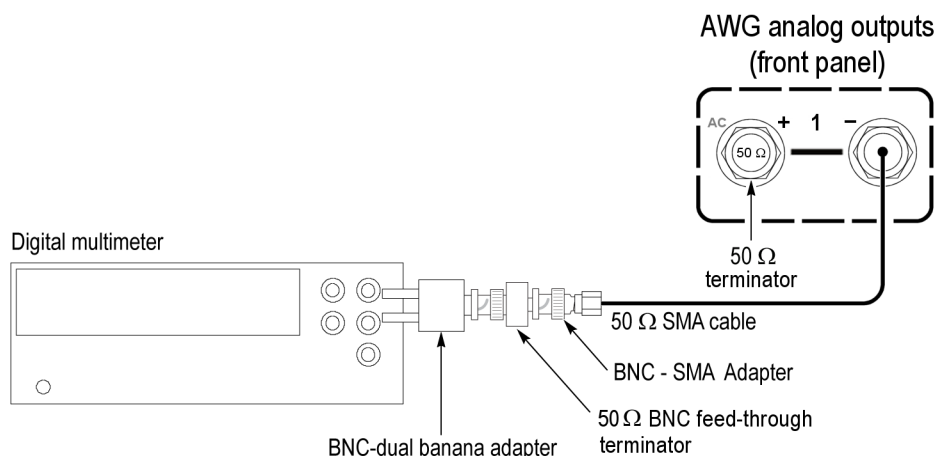 AWG analog outputs
(front panel)
AC + 1 −
50 Ω
50 Ω
terminator
Digital multimeter
50 Ω SMA cable
BNC - SMA Adapter
50 Ω BNC feed-through
terminator
BNC-dual banana adapter